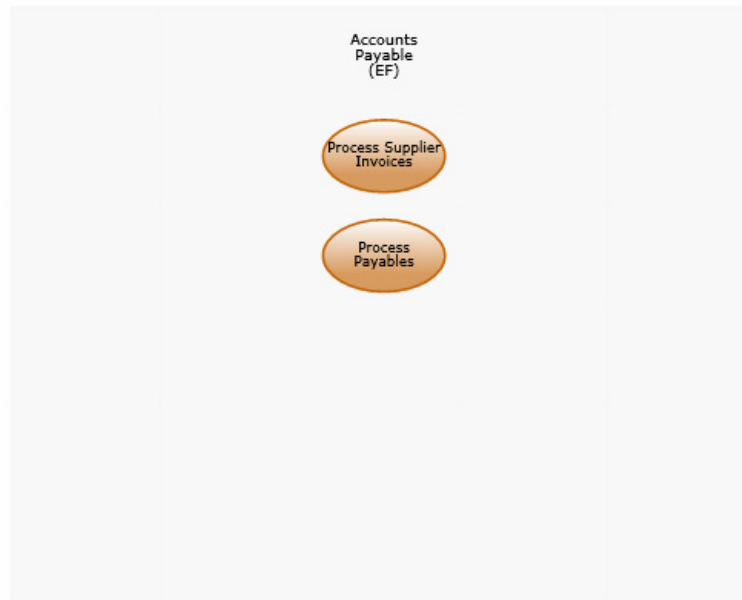 Accounts
Payable
(EF)
Process Supplier
Invoices
Process
Payables